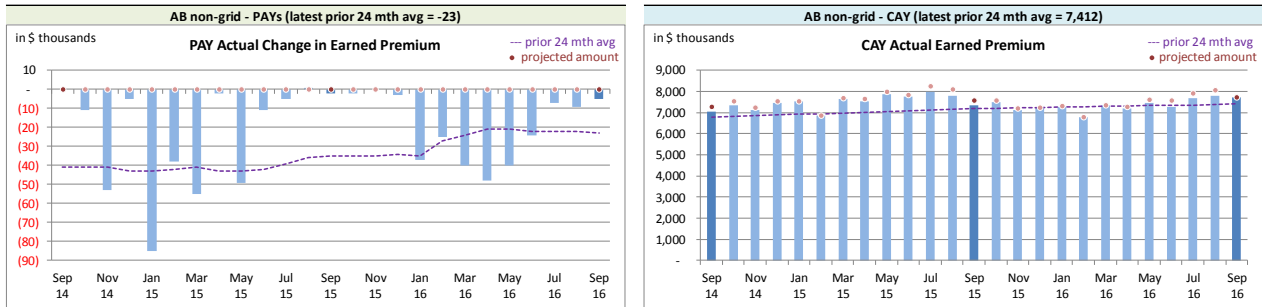 AB non-grid - PAYs (latest prior 24 mth avg = -23)
in $ thousands
PAY Actual Change in Earned Premium
--- prior 24 mth avg
• projected amount
10
-
(10)
(20)
(30)
(40)
(50)
(60)
(70)
(80)
(90)
Sep Nov Jan Mar May Jul Sep Nov Jan Mar May Jul Sep
14 14 15 15 15 15 15 15 16 16 16 16 16
AB non-grid - CAY (latest prior 24 mth avg = 7,412)
in $ thousands
CAY Actual Earned Premium
--- prior 24 mth avg
• projected amount
9,000
8,000
7,000
6,000
5,000
4,000
3,000
2,000
1,000
-
Sep Nov Jan Mar May Jul Sep Nov Jan Mar May Jul Sep
14 14 15 15 15 15 15 15 16 16 16 16 16